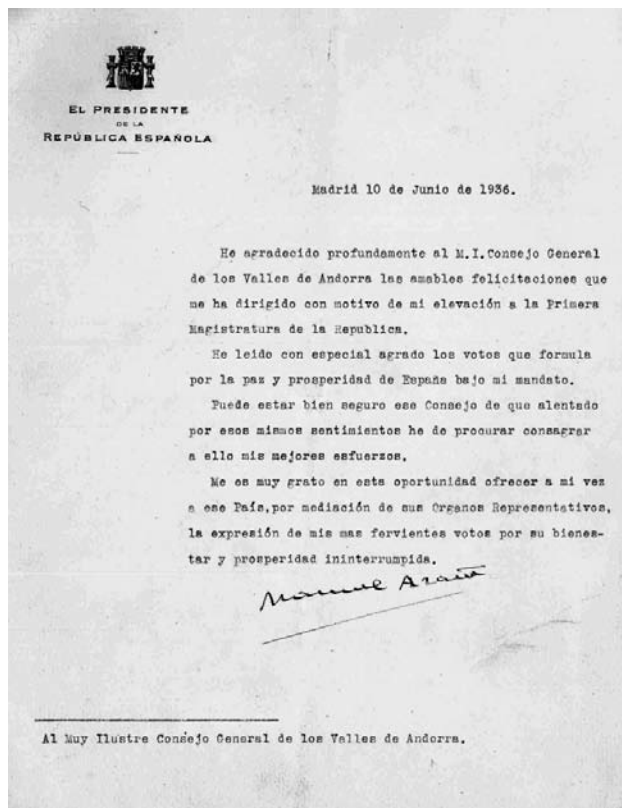 EL PRESIDENTE
DE LA
REPÚBLICA ESPAÑOLA
Madrid 10 de Junio de 1936.
He agradecido profundamente al M.I.Consejo General
de los Valles de Andorra las amables felicitaciones que
me ha dirigido con motivo de mi elevación a la Primera
Magistratura de la Republica.
He leido con especial agrado los votos que formula
por la paz y prosperidad de España bajo mi mandato.
Puede estar bien seguro ese Consejo de que alentado
por esos mismos sentimientos he de procurar consagrar
a ello mis mejores esfuerzos.
Me es muy grato en esta oportunidad ofrecer a mi vez
a ese País,por mediación de sus Organos Representativos,
la expresión de mis mas fervientes votos por su bienes-
tar y prosperidad ininterrumpida.
Manuel Azaña
Al Muy Ilustre Consejo General de los Valles de Andorra.